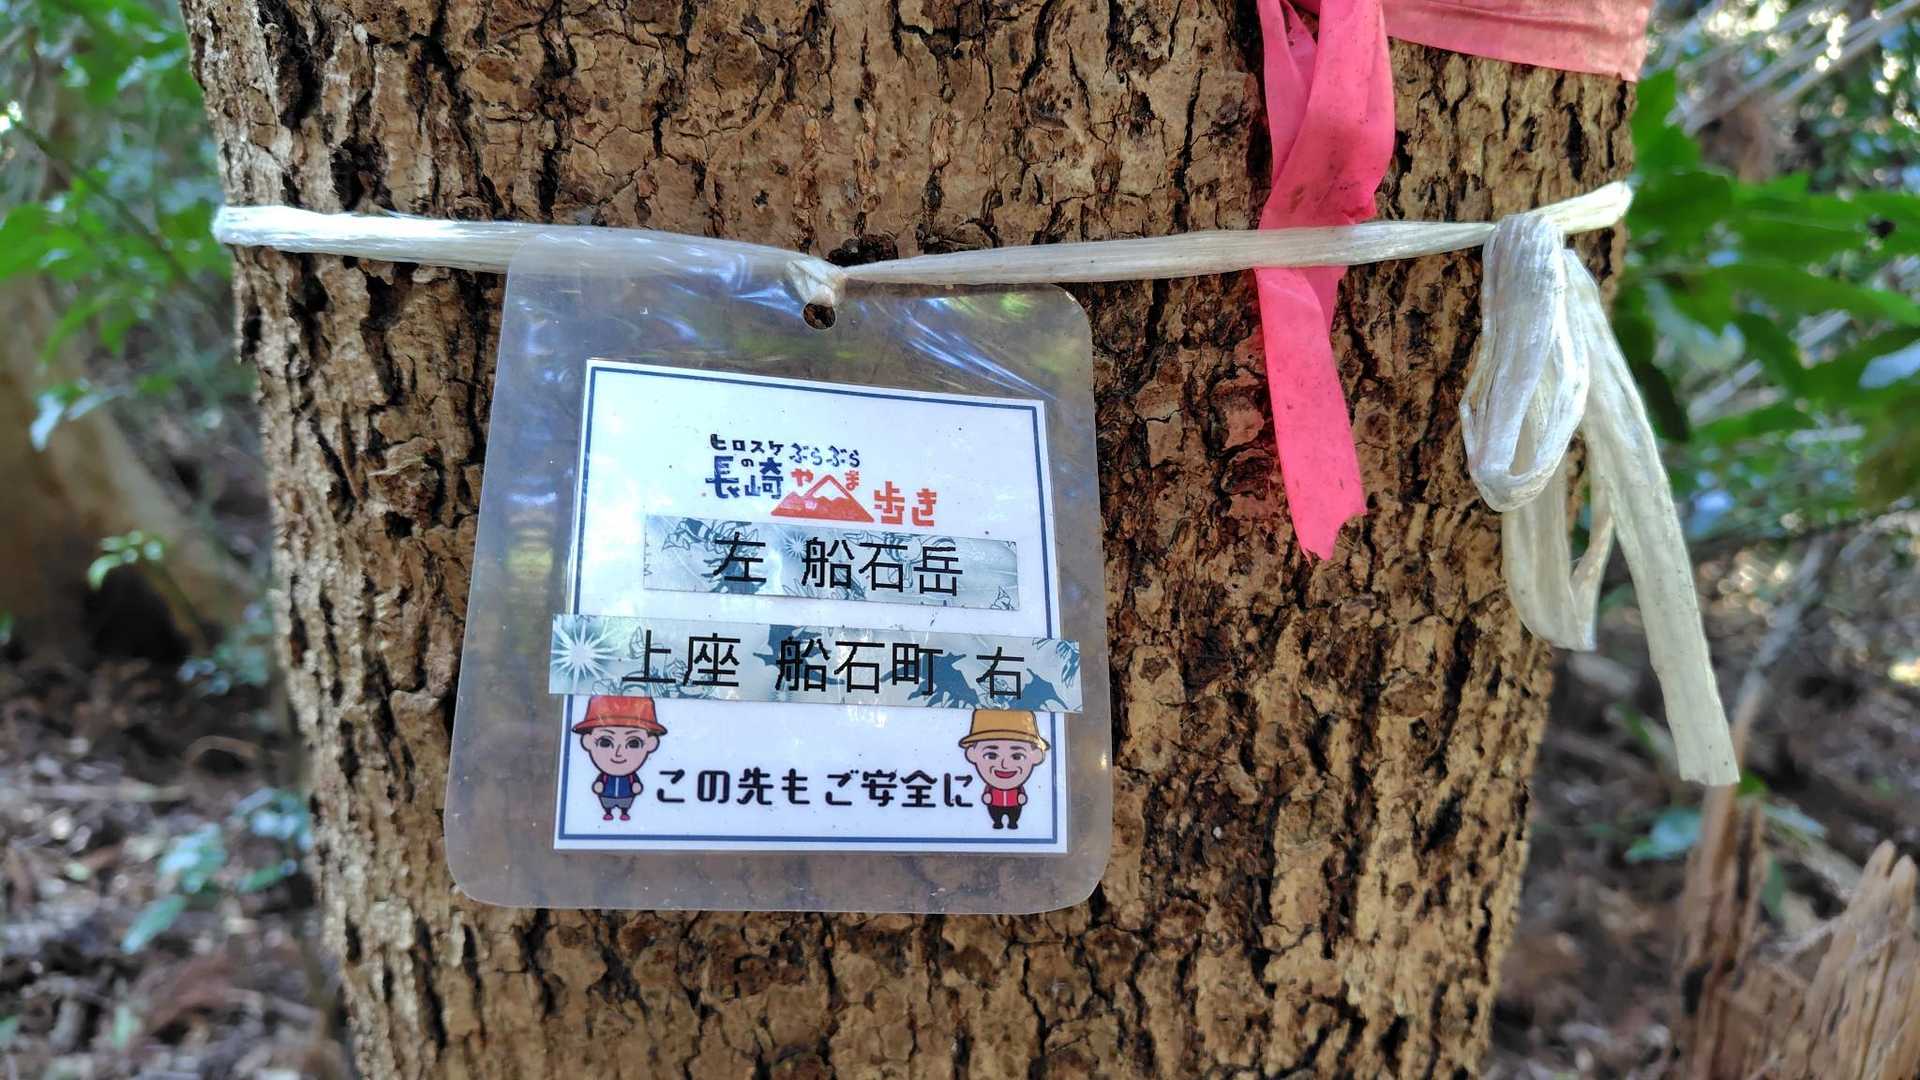 ヒロスケの長崎ぶらぶらやま歩き
左 船石岳
上座 船石町 右
この先もご安全に